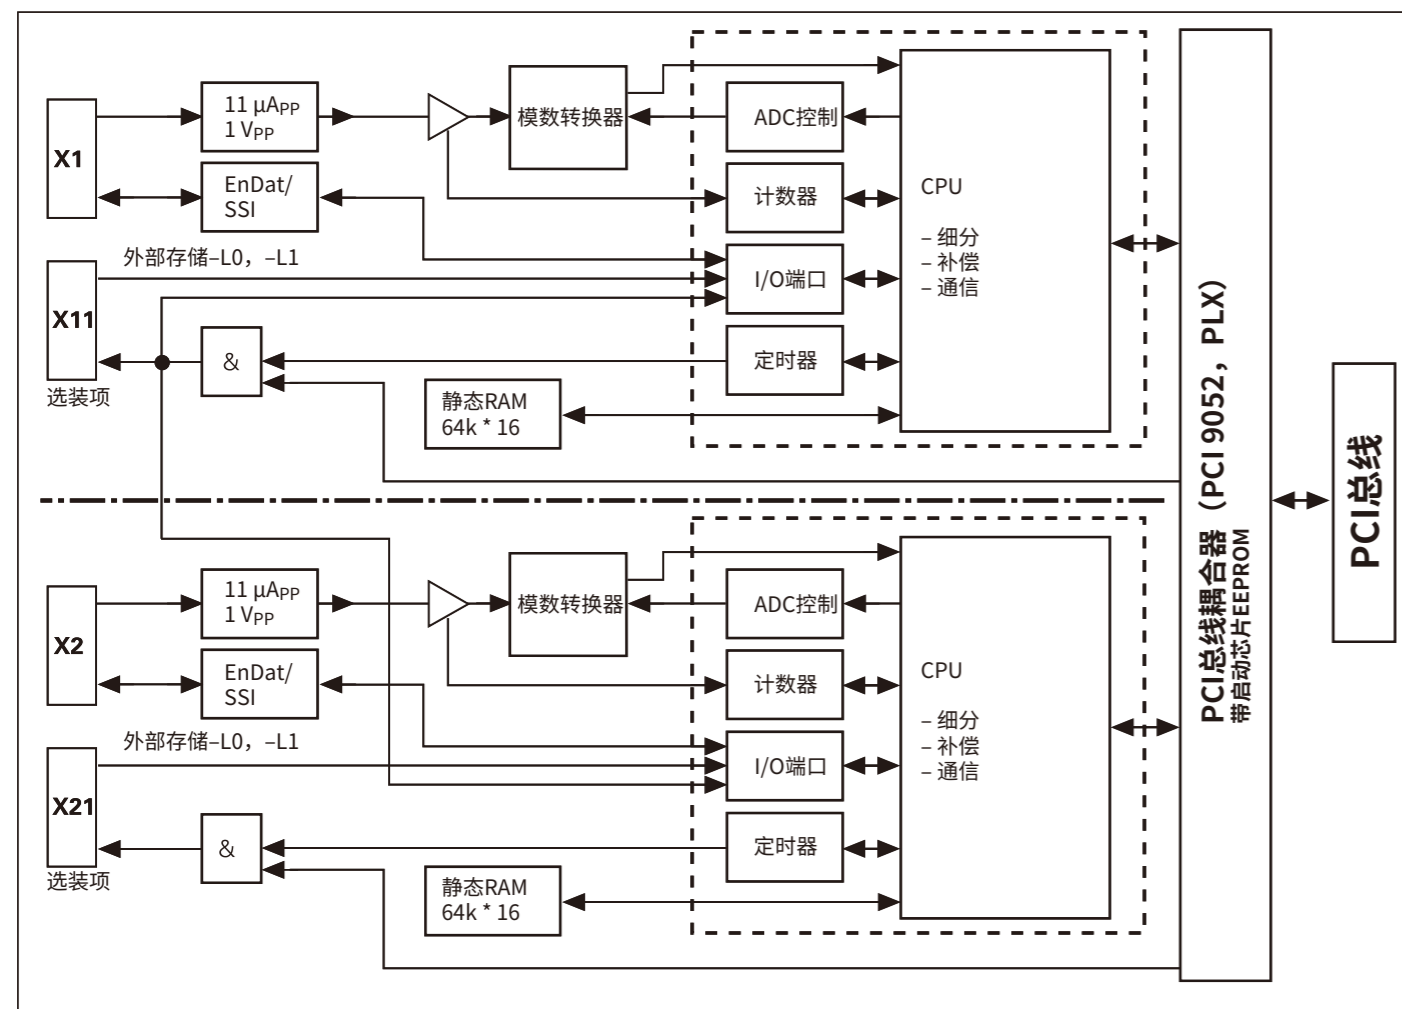 X1
11 µAPP
1 VPP
模数转换器
ADC控制
EnDat/
SSI
计数器
CPU
– 细分
– 补偿
– 通信
外部存储–L0，–L1
X11
I/O端口
&
定时器
选装项
静态RAM
64k * 16
X2
11 µAPP
1 VPP
模数转换器
ADC控制
EnDat/
SSI
计数器
CPU
– 细分
– 补偿
– 通信
外部存储–L0，–L1
X21
I/O端口
&
定时器
选装项
静态RAM
64k * 16
PCI总线耦合器（PCI 9052，PLX）
带启动芯片EEPROM
PCI总线